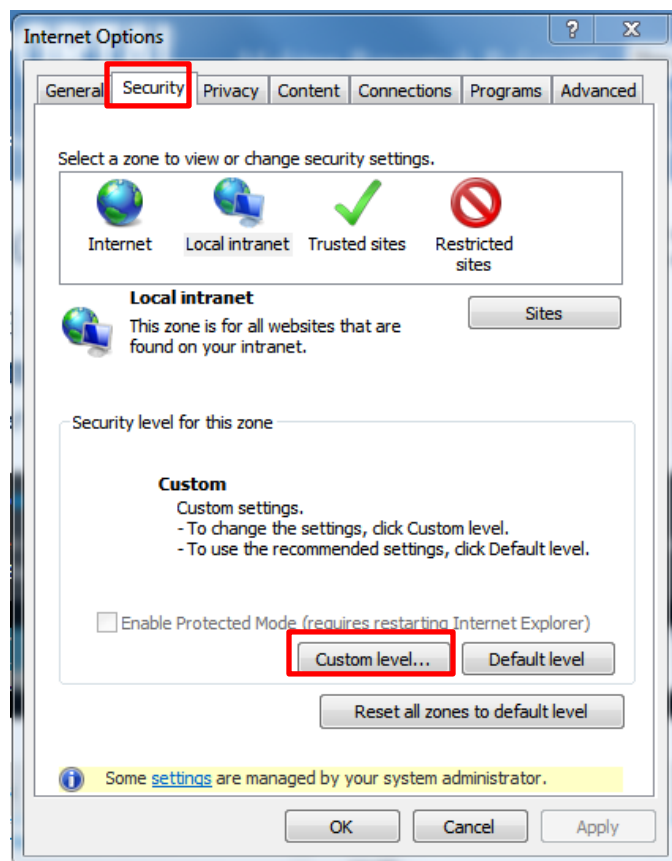 Internet Options
General Security Privacy Content Connections Programs Advanced
Select a zone to view or change security settings.
Internet Local intranet Trusted sites Restricted
sites
Local intranet
Sites
This zone is for all websites that are
found on your intranet.
Security level for this zone
Custom
Custom settings.
- To change the settings, click Custom level.
- To use the recommended settings, click Default level.
Enable Protected Mode (requires restarting Internet Explorer)
Custom level... Default level
Reset all zones to default level
Some settings are managed by your system administrator.
OK Cancel Apply